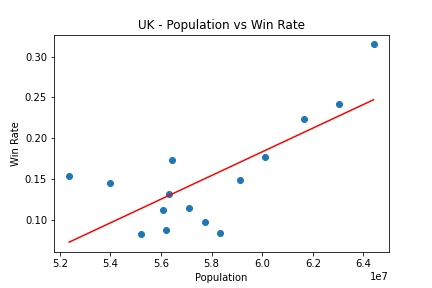 UK - Population vs Win Rate
0.30
0.25
0.20
0.15
0.10
Win Rate
5.2 5.4 5.6 5.8 6.0 6.2 6.4
1e7
Population